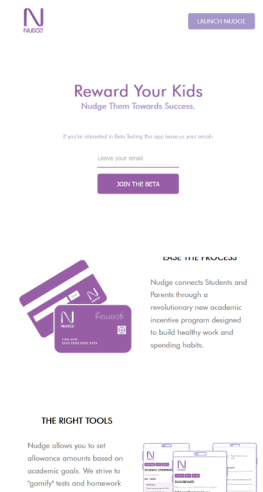 NUDGE
LAUNCH NUDGE
Reward Your Kids
Nudge Them Towards Success.
If you're interested in Beta Testing this app leave us your email:
Leave your email
JOIN THE BETA
EASE THE PROCESS
Nudge connects Students and
Parents through a
revolutionary new academic
incentive program designed
to build healthy work and
spending habits.
NUDGE
Rewards
THE RIGHT TOOLS
Nudge allows you to set
allowance amounts based on
academic goals. We strive to
"gamify" tests and homework